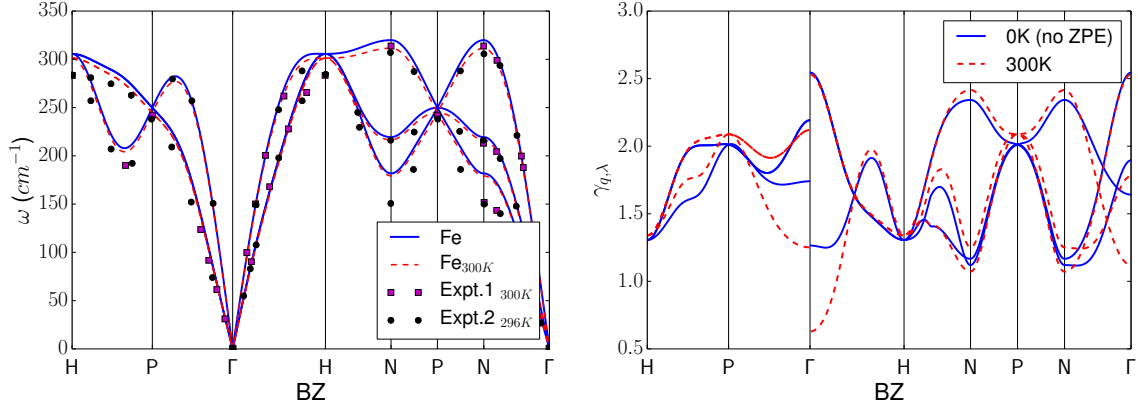 350
300
250
200
150
100
50
0
ω (cm⁻¹)
H P Γ H N P N Γ
BZ
Fe
Fe₃₀₀K
Expt.1 ₃₀₀K
Expt.2 ₂₉₆K
3.0
2.5
2.0
1.5
1.0
0.5
γq,λ
H P Γ H N P N Γ
BZ
0K (no ZPE)
300K